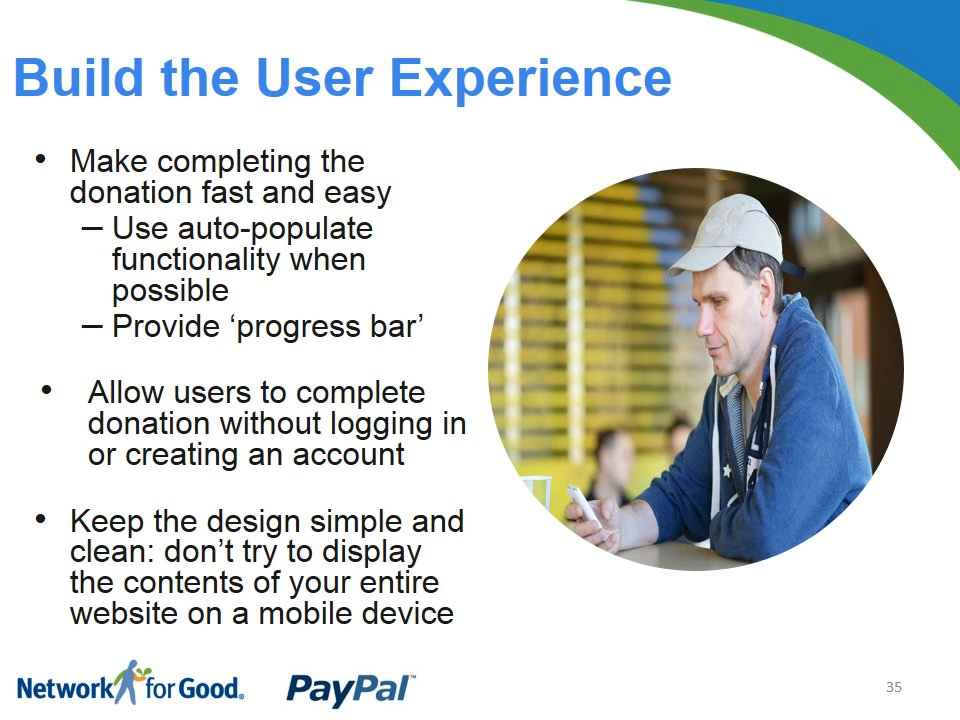 Build the User Experience
• Make completing the
donation fast and easy
– Use auto-populate
functionality when
possible
– Provide ‘progress bar’
• Allow users to complete
donation without logging in
or creating an account
• Keep the design simple and
clean: don’t try to display
the contents of your entire
website on a mobile device
Network for Good®
PayPal™
35